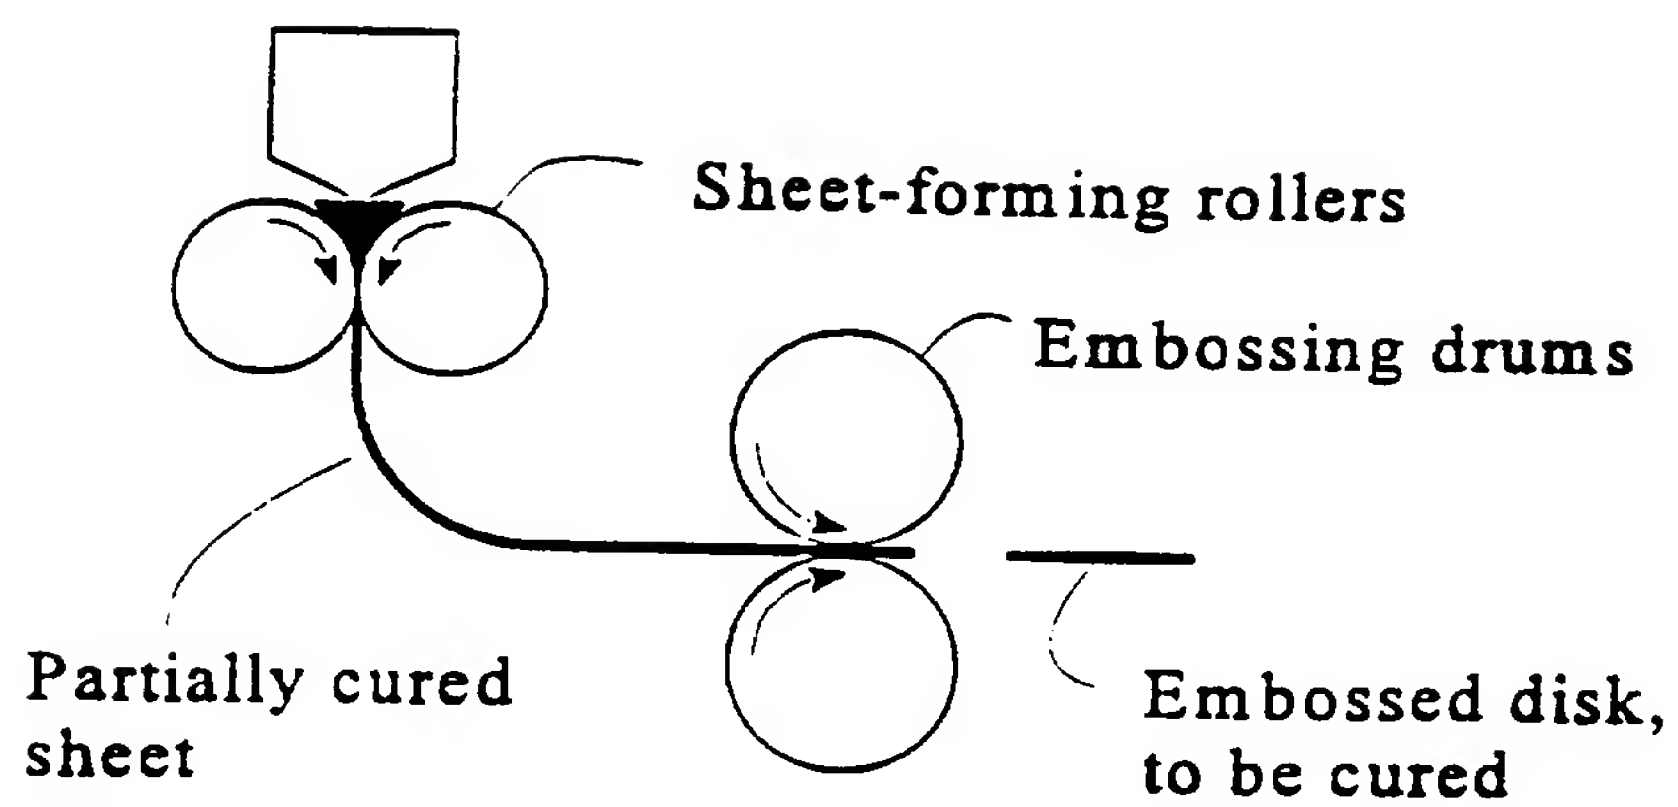 Sheet-forming rollers
Embossing drums
Partially cured
sheet
Embossed disk,
to be cured